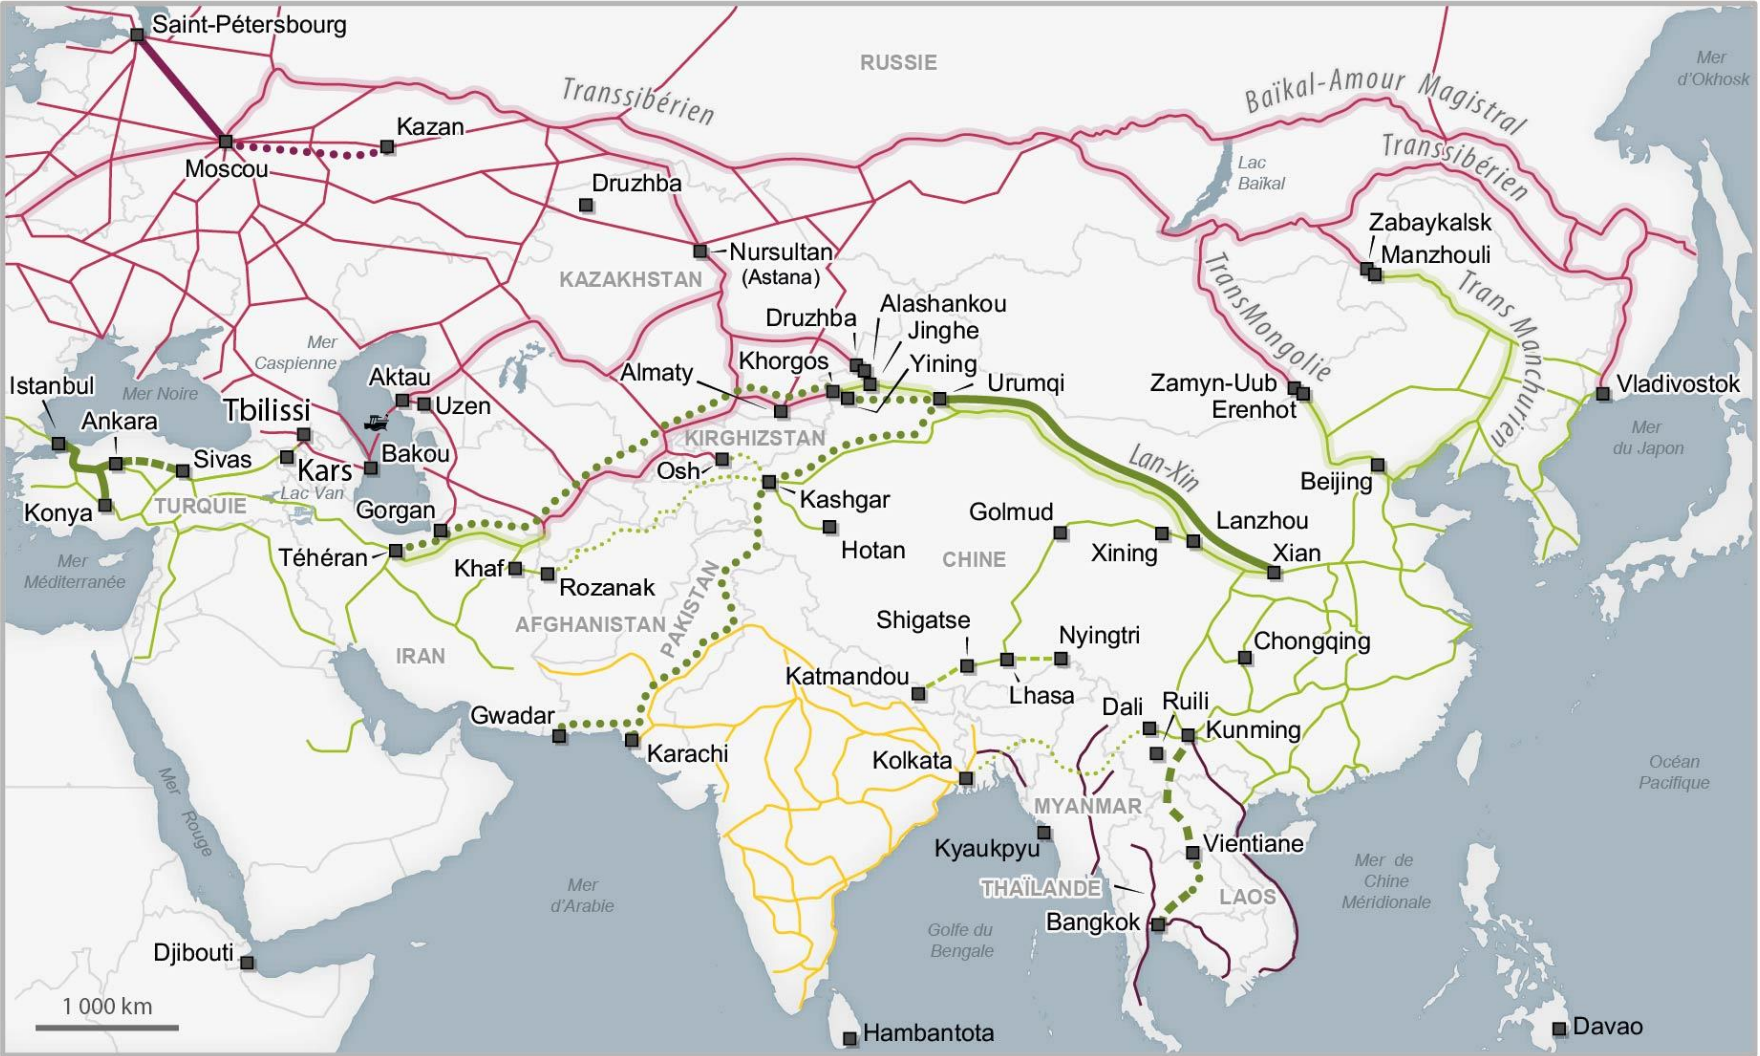 Saint-Pétersbourg
RUSSIE
Mer
d'Okhosk
Transsibérien
Baïkal-Amour Magistral
Kazan
Transsibérien
Moscou
Lac
Baïkal
Druzhba
Zabaykalsk
Manzhouli
Nursultan
(Astana)
KAZAKHSTAN
TransMongolie
Trans Manchurien
Alashankou
Druzhba
Jinghe
Mer
Caspienne
Khorgos
Yining
Almaty
Urumqi
Zamyn-Uub
Erenhot
Vladivostok
Istanbul
Mer Noire
Aktau
Uzen
Ankara
Tbilissi
KIRGHIZSTAN
Mer
du Japon
Bakou
Sivas
Kars
Osh
Lan-Xin
Beijing
Lac Van
Konya
TURQUIE
Gorgan
Kashgar
Golmud
Lanzhou
Hotan
Xining
Xian
Téhéran
Khaf
CHINE
Mer
Méditerranée
Rozanak
PAKISTAN
AFGHANISTAN
Shigatse
Nyingtri
Chongqing
IRAN
Katmandou
Lhasa
Dali
Ruili
Gwadar
Kunming
Karachi
Kolkata
Océan
Pacifique
Mer Rouge
MYANMAR
Kyaukpyu
Vientiane
Mer de
Chine
Méridionale
Mer
d'Arabie
THAÏLANDE
LAOS
Bangkok
Golfe du
Bengale
Djibouti
1 000 km
Hambantota
Davao